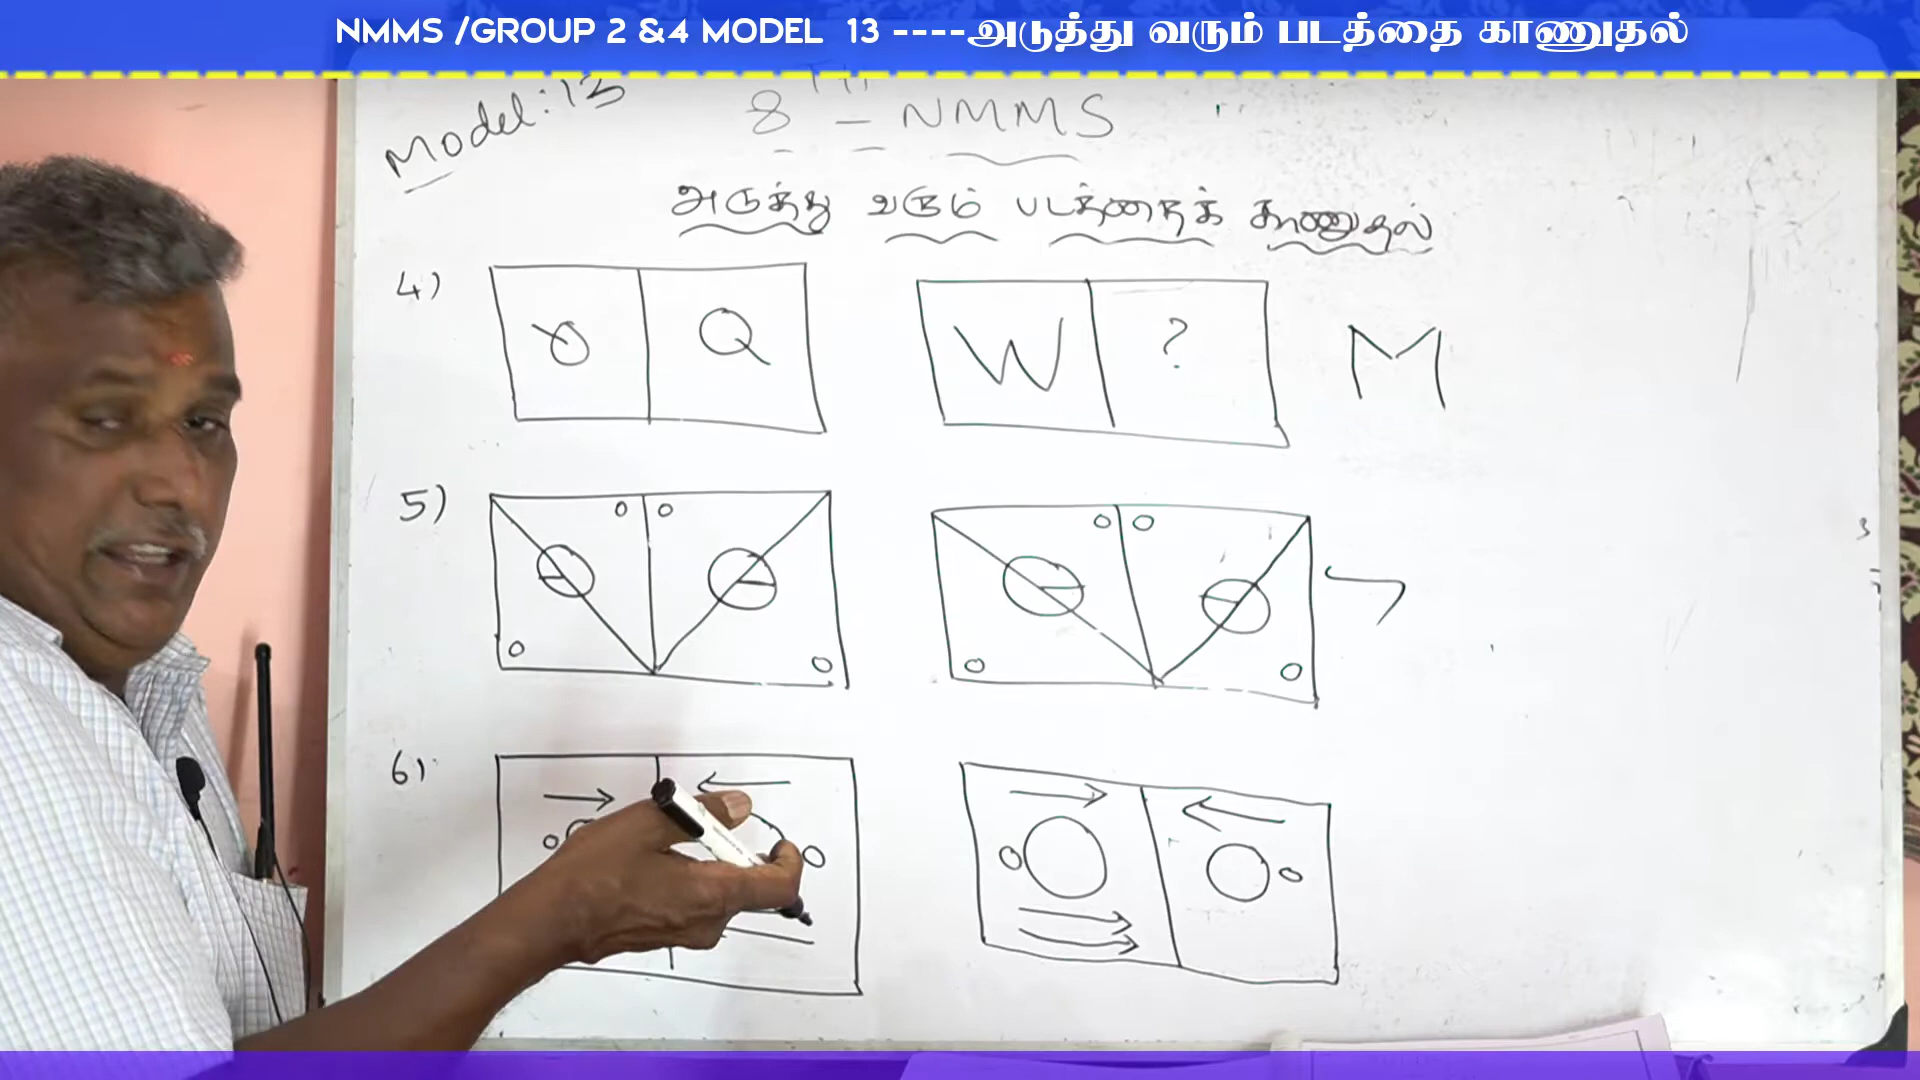 NMMS /GROUP 2 &4 MODEL 13 ----அடுத்து வரும் படத்தை காணுதல்
Model: 13
8TH - NMMS
அடுத்து வரும் படத்தைக் காணுதல்
4)
Q
W
?
M
5)
6)